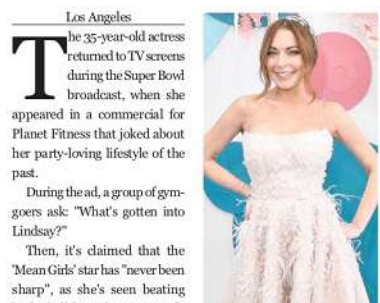 Los Angeles
The 35-year-old actress
returned to TV screens
during the Super Bowl
broadcast, when she
appeared in a commercial for
Planet Fitness that joked about
her party-loving lifestyle of the
past.
During the ad, a group of gym-
goers ask: "What's gotten into
Lindsay?"
Then, it's claimed that the
'Mean Girls' star has "never been
sharp", as she's seen beating